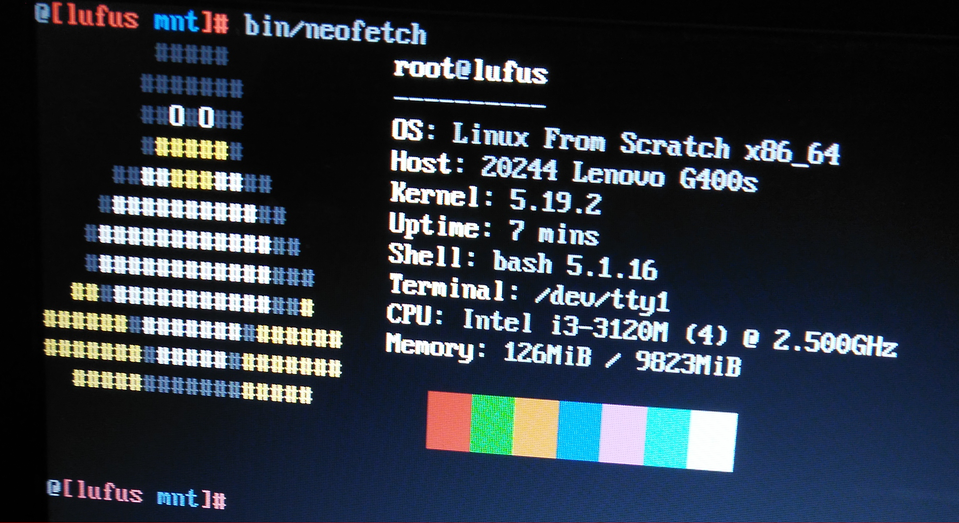 @[lufus mnt]# bin/neofetch
#####
#######
##O#O##
#######
###########
#############
###############
################
#################
#####################
#####################
#################
root@lufus
----------
OS: Linux From Scratch x86_64
Host: 20244 Lenovo G400s
Kernel: 5.19.2
Uptime: 7 mins
Shell: bash 5.1.16
Terminal: /dev/tty1
CPU: Intel i3-3120M (4) @ 2.500GHz
Memory: 126MiB / 9823MiB
@[lufus mnt]#